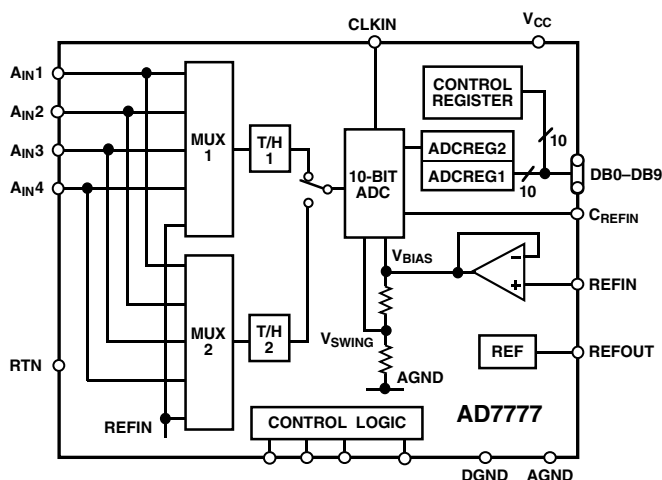 CLKIN
VCC
AIN1
AIN2
AIN3
AIN4
MUX
1
T/H
1
10-BIT
ADC
CONTROL
REGISTER
10
ADCREG2
ADCREG1
10
DB0–DB9
CREFIN
VBIAS
–
+
REFIN
MUX
2
T/H
2
VSWING
REF
REFOUT
RTN
AGND
REFIN
CONTROL LOGIC
AD7777
DGND
AGND